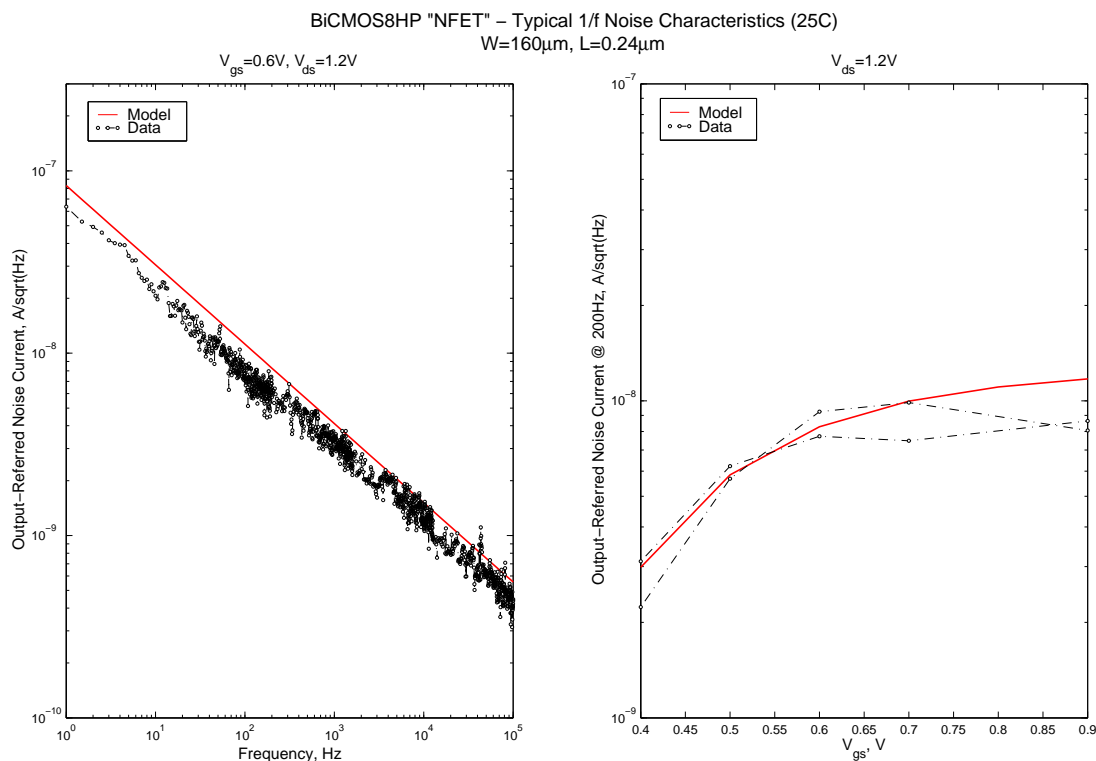 BiCMOS8HP "NFET" − Typical 1/f Noise Characteristics (25C)
W=160μm, L=0.24μm
V_gs=0.6V, V_ds=1.2V
Model
Data
10^−7
10^−8
10^−9
10^−10
10^0 10^1 10^2 10^3 10^4 10^5
Output−Referred Noise Current, A/sqrt(Hz)
Frequency, Hz
V_ds=1.2V
Model
Data
10^−7
10^−8
10^−9
0.4 0.45 0.5 0.55 0.6 0.65 0.7 0.75 0.8 0.85 0.9
Output−Referred Noise Current @ 200Hz, A/sqrt(Hz)
V_gs, V